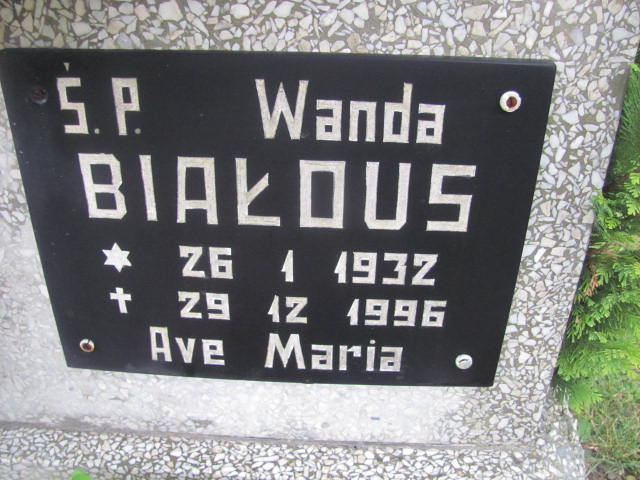 Ś.P. Wanda
BIAŁOUS
✡ 26 1 1932
✝ 29 12 1996
Ave Maria